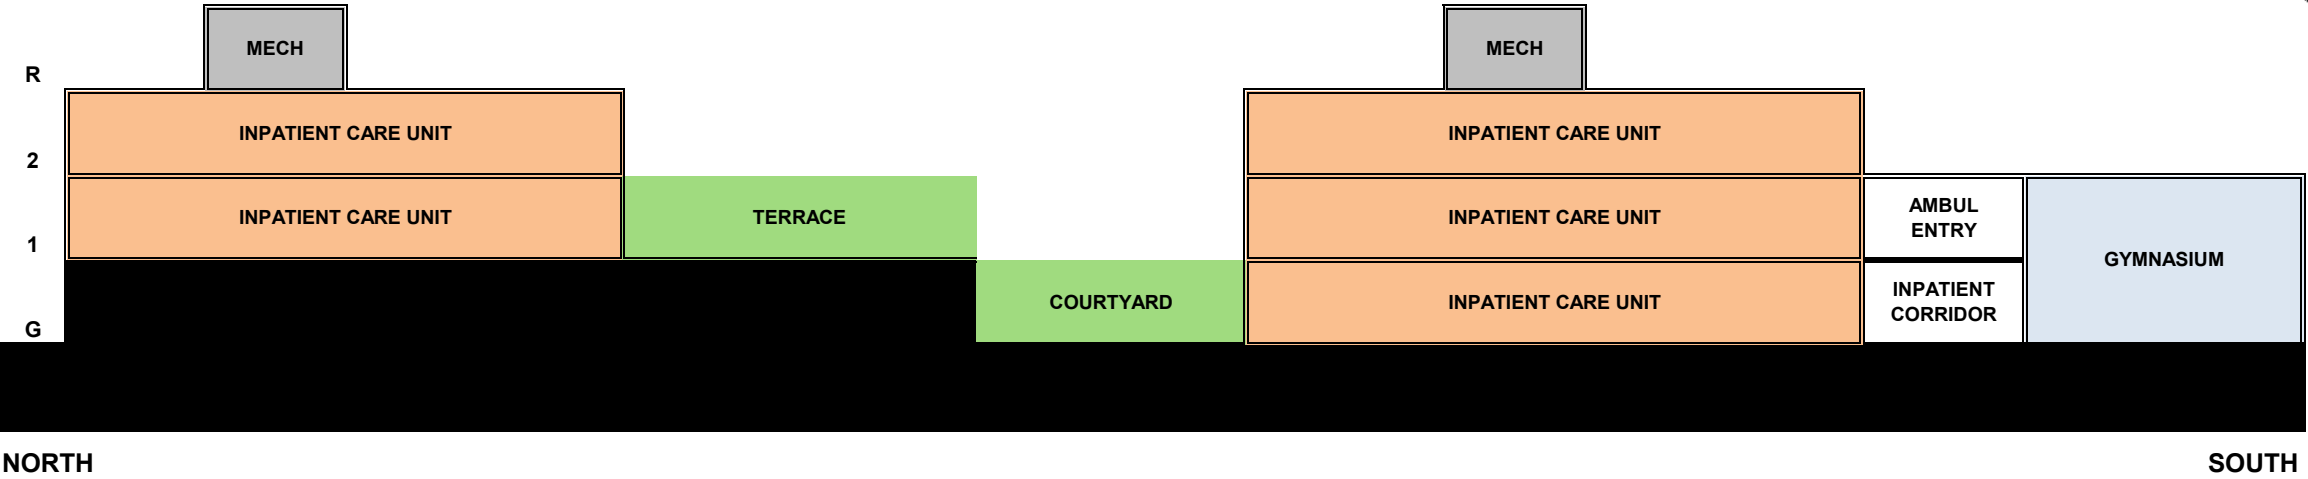 MECH
MECH
R
INPATIENT CARE UNIT
INPATIENT CARE UNIT
2
INPATIENT CARE UNIT
TERRACE
INPATIENT CARE UNIT
AMBUL
ENTRY
1
GYMNASIUM
COURTYARD
INPATIENT CARE UNIT
INPATIENT
CORRIDOR
G
NORTH
SOUTH